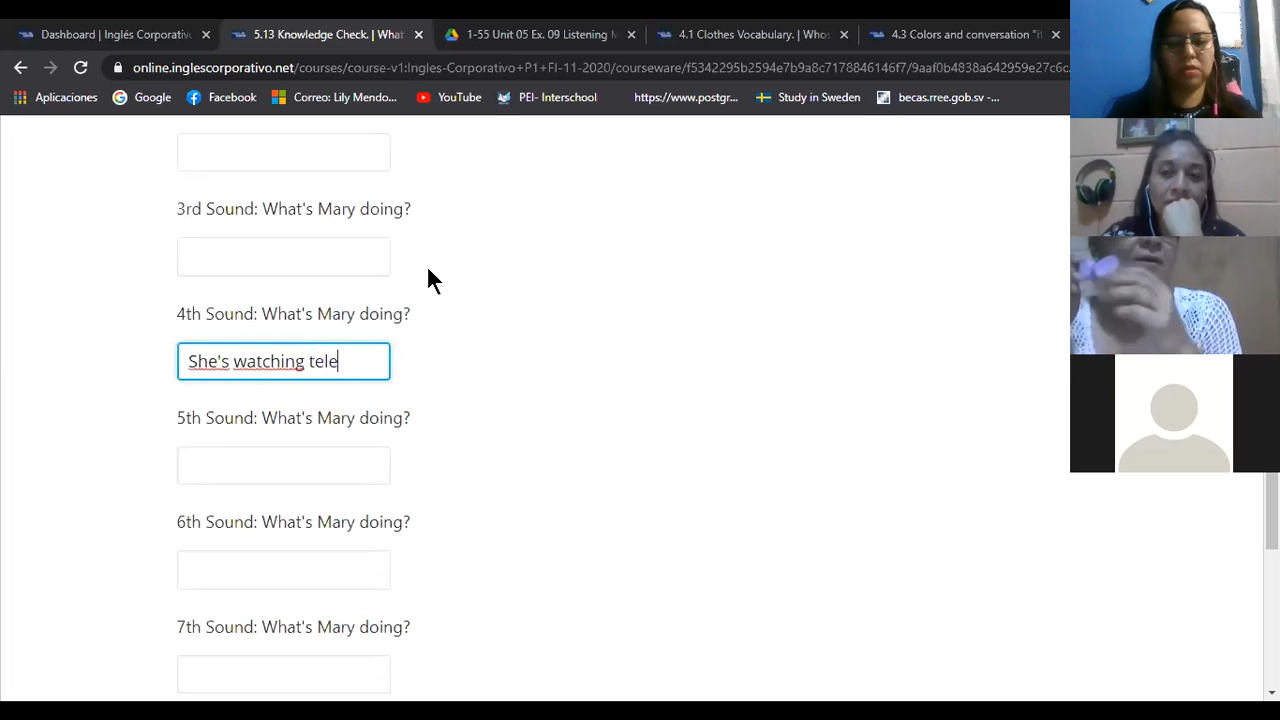 Dashboard | Inglés Corporativ
5.13 Knowledge Check. | What
1-55 Unit 05 Ex. 09 Listening M
4.1 Clothes Vocabulary. | Whos
4.3 Colors and conversation "it
online.inglescorporativo.net/courses/course-v1:Ingles-Corporativo+P1+FI-11-2020/courseware/f5342295b2594e7b9a8c7178846146f7/9aaf0b4838a642959e27c6c
Aplicaciones
Google
Facebook
Correo: Lily Mendo...
YouTube
PEI- Interschool
https://www.postgr...
Study in Sweden
becas.rree.gob.sv –...
3rd Sound: What's Mary doing?
4th Sound: What's Mary doing?
She's watching tele
5th Sound: What's Mary doing?
6th Sound: What's Mary doing?
7th Sound: What's Mary doing?